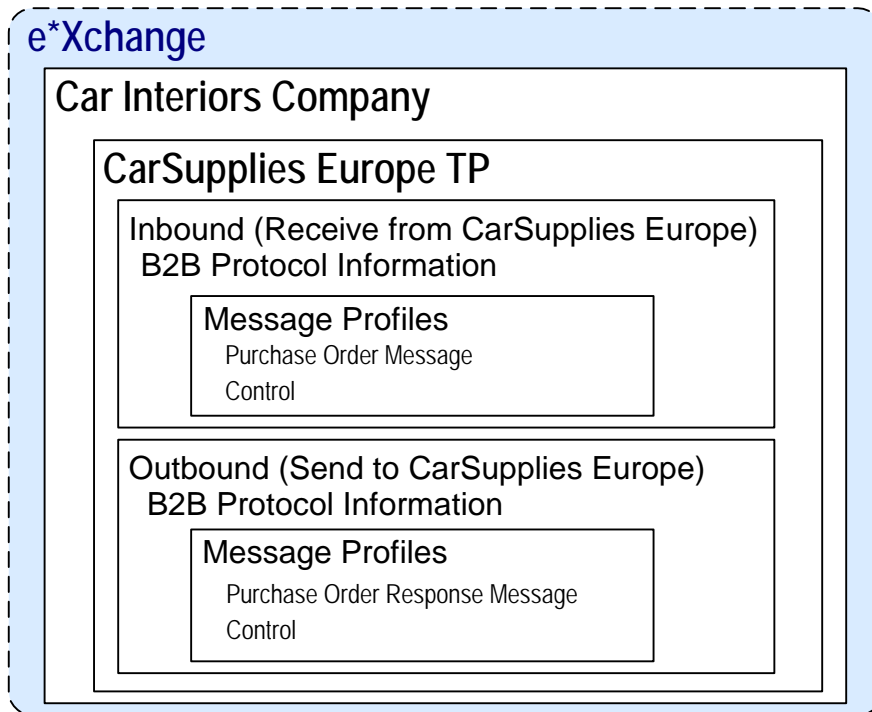 e*Xchange
Car Interiors Company
CarSupplies Europe TP
Inbound (Receive from CarSupplies Europe)
B2B Protocol Information
Message Profiles
Purchase Order Message
Control
Outbound (Send to CarSupplies Europe)
B2B Protocol Information
Message Profiles
Purchase Order Response Message
Control